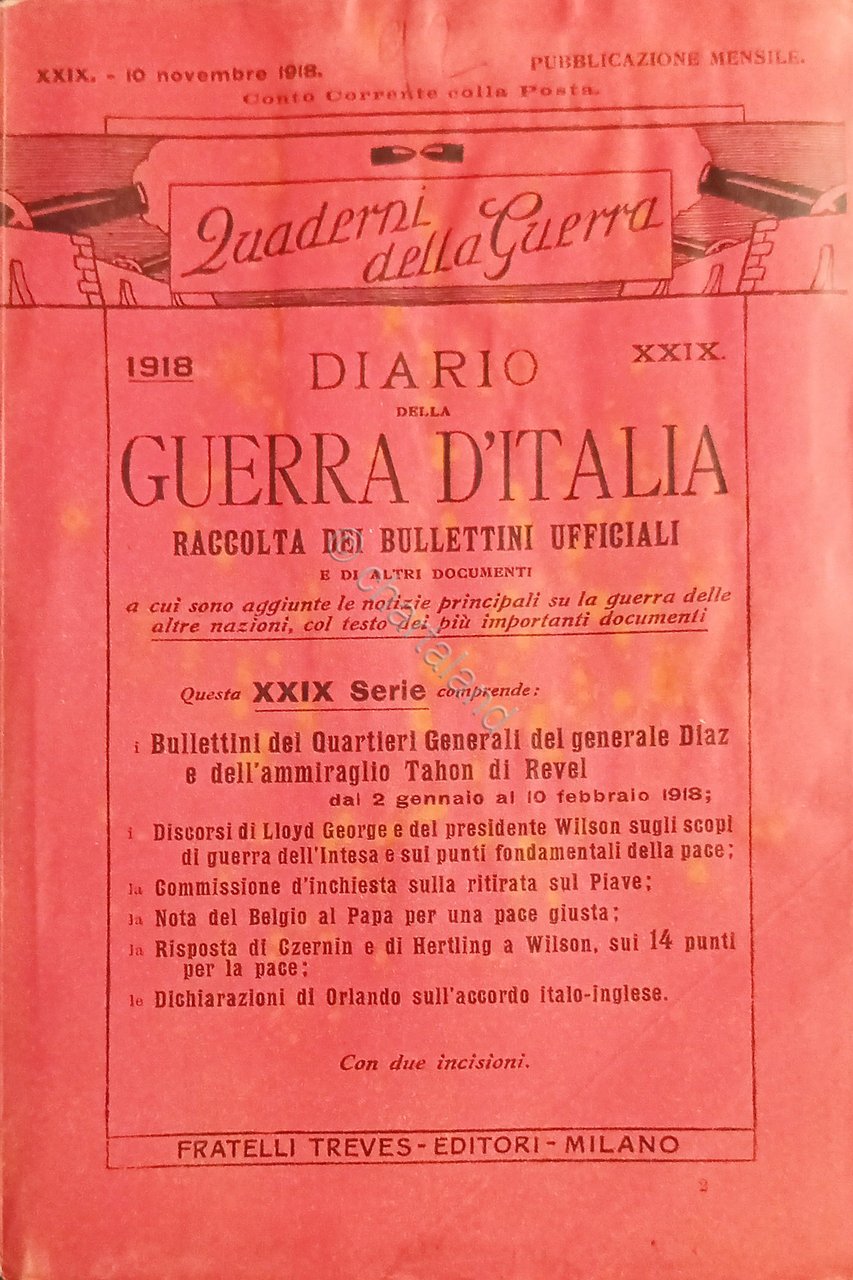 XXIX. - 10 novembre 1918.
PUBBLICAZIONE MENSILE.
Conto Corrente colla Posta.
Quaderni
della Guerra
1918
XXIX.
DIARIO
DELLA
GUERRA D'ITALIA
RACCOLTA DEI BULLETTINI UFFICIALI
E DI ALTRI DOCUMENTI
a cui sono aggiunte le notizie principali su la guerra delle
altre nazioni, col testo dei più importanti documenti
Questa XXIX Serie comprende:
i Bullettini dei Quartieri Generali del generale Diaz
e dell'ammiraglio Tahon di Revel
dal 2 gennaio al 10 febbraio 1918;
i Discorsi di Lloyd George e del presidente Wilson sugli scopi
di guerra dell'Intesa e sui punti fondamentali della pace;
la Commissione d'inchiesta sulla ritirata sul Piave;
la Nota del Belgio al Papa per una pace giusta;
la Risposta di Czernin e di Hertling a Wilson, sui 14 punti
per la pace;
le Dichiarazioni di Orlando sull'accordo italo-inglese.
Con due incisioni.
FRATELLI TREVES - EDITORI - MILANO
2
© chartaland